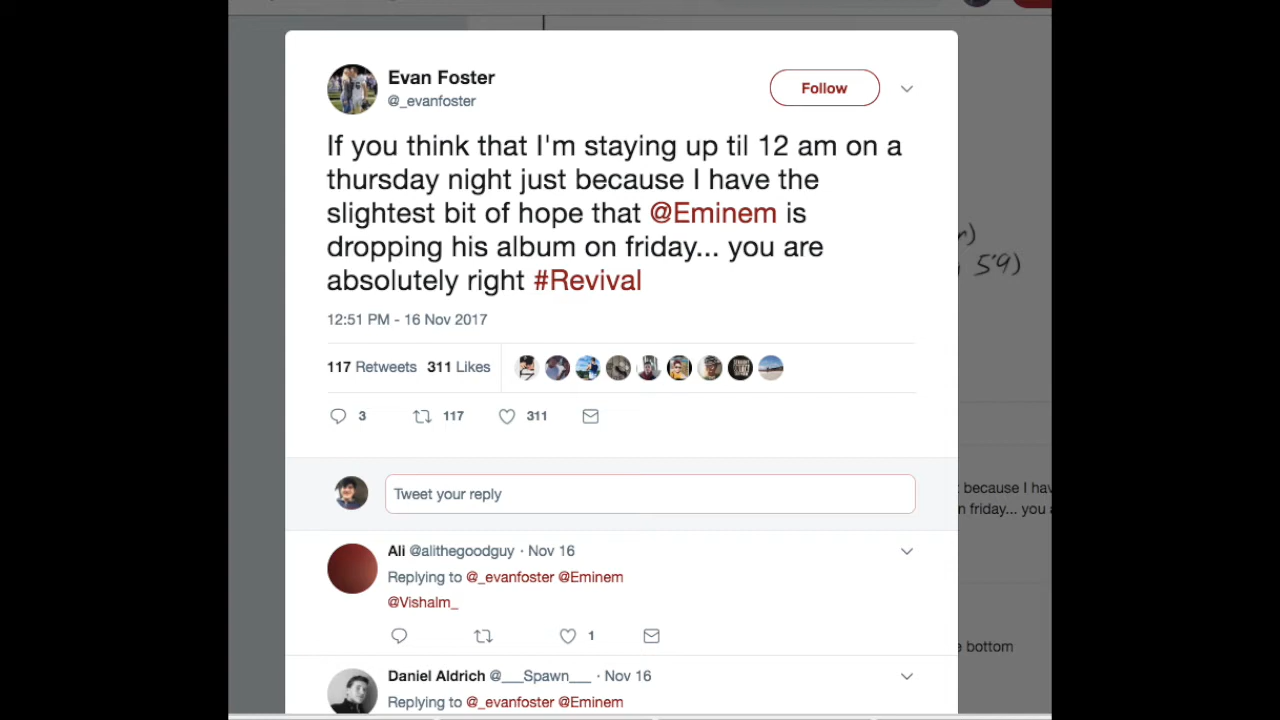 Evan Foster
@_evanfoster
Follow
If you think that I'm staying up til 12 am on a
thursday night just because I have the
slightest bit of hope that @Eminem is
dropping his album on friday... you are
absolutely right #Revival
12:51 PM - 16 Nov 2017
117 Retweets 311 Likes
3 117 311
Tweet your reply
Ali @alithegoodguy · Nov 16
Replying to @_evanfoster @Eminem
@Vishalm_
1
Daniel Aldrich @___Spawn___ · Nov 16
Replying to @_evanfoster @Eminem
5'9)
because I hav
n friday... you a
bottom